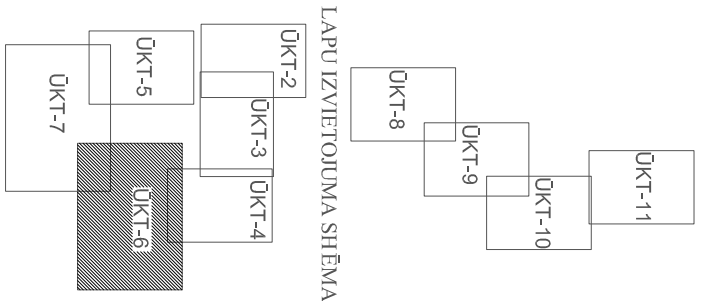 LAPU IZVIETOJUMA SHĒMA
ŪKT-2
ŪKT-3
ŪKT-4
ŪKT-5
ŪKT-6
ŪKT-7
ŪKT-8
ŪKT-9
ŪKT-10
ŪKT-11